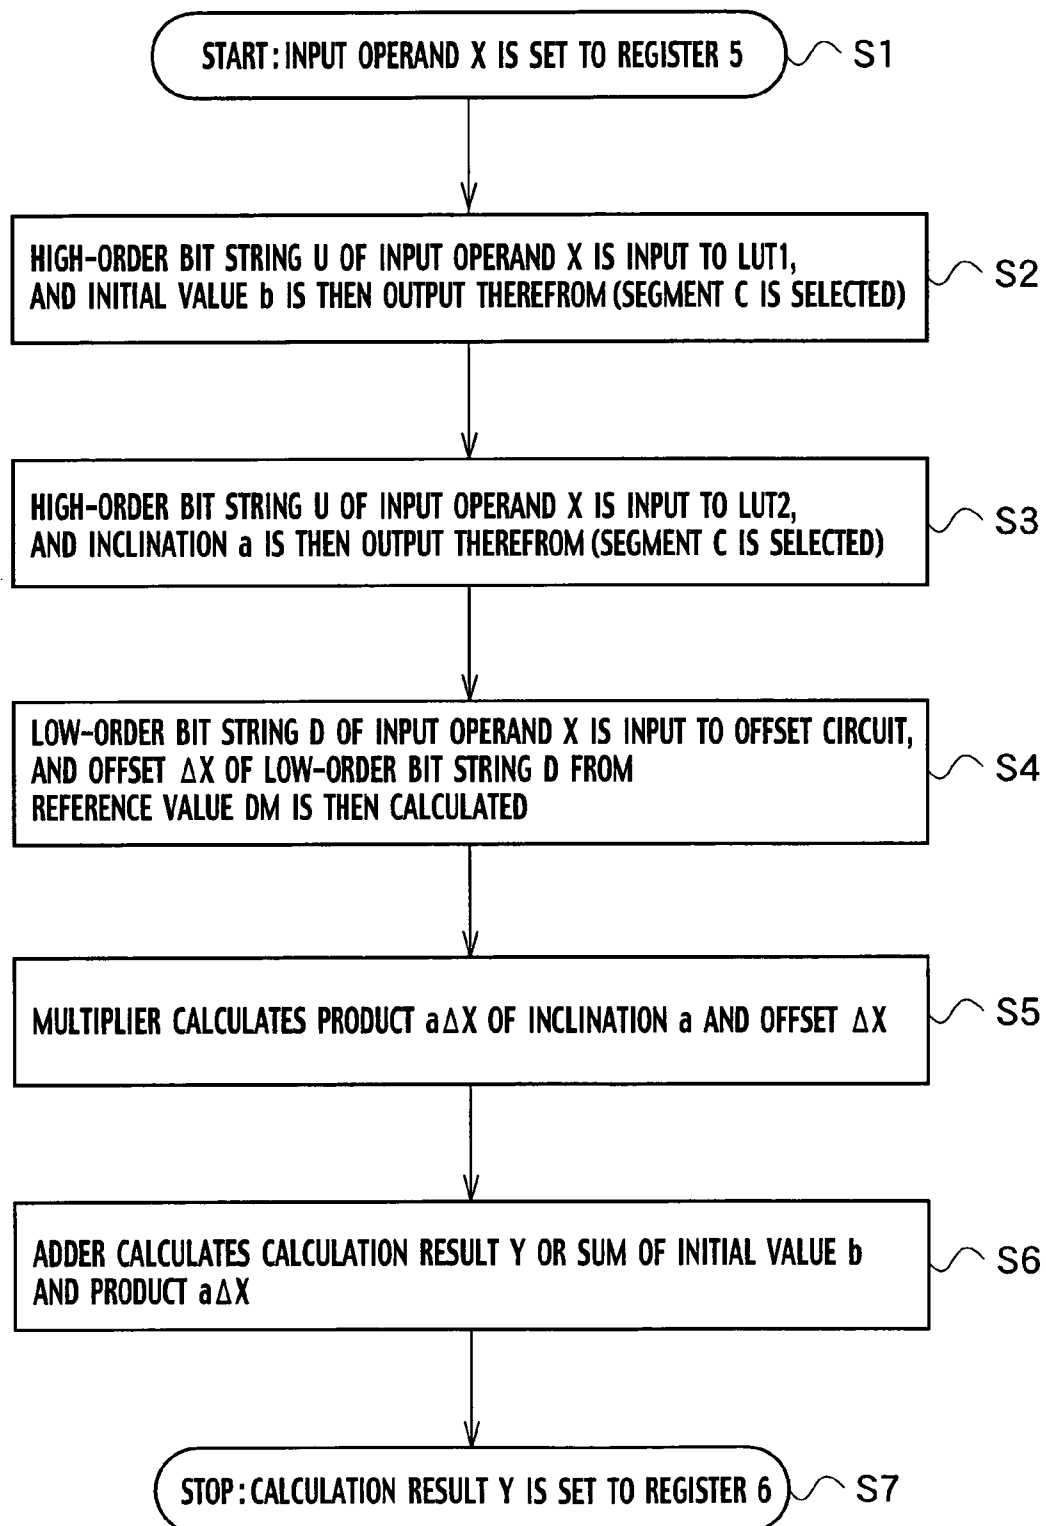 START: INPUT OPERAND X IS SET TO REGISTER 5
S1
HIGH-ORDER BIT STRING U OF INPUT OPERAND X IS INPUT TO LUT1,
AND INITIAL VALUE b IS THEN OUTPUT THEREFROM (SEGMENT C IS SELECTED)
S2
HIGH-ORDER BIT STRING U OF INPUT OPERAND X IS INPUT TO LUT2,
AND INCLINATION a IS THEN OUTPUT THEREFROM (SEGMENT C IS SELECTED)
S3
LOW-ORDER BIT STRING D OF INPUT OPERAND X IS INPUT TO OFFSET CIRCUIT,
AND OFFSET ΔX OF LOW-ORDER BIT STRING D FROM
REFERENCE VALUE DM IS THEN CALCULATED
S4
MULTIPLIER CALCULATES PRODUCT aΔX OF INCLINATION a AND OFFSET ΔX
S5
ADDER CALCULATES CALCULATION RESULT Y OR SUM OF INITIAL VALUE b
AND PRODUCT aΔX
S6
STOP: CALCULATION RESULT Y IS SET TO REGISTER 6
S7